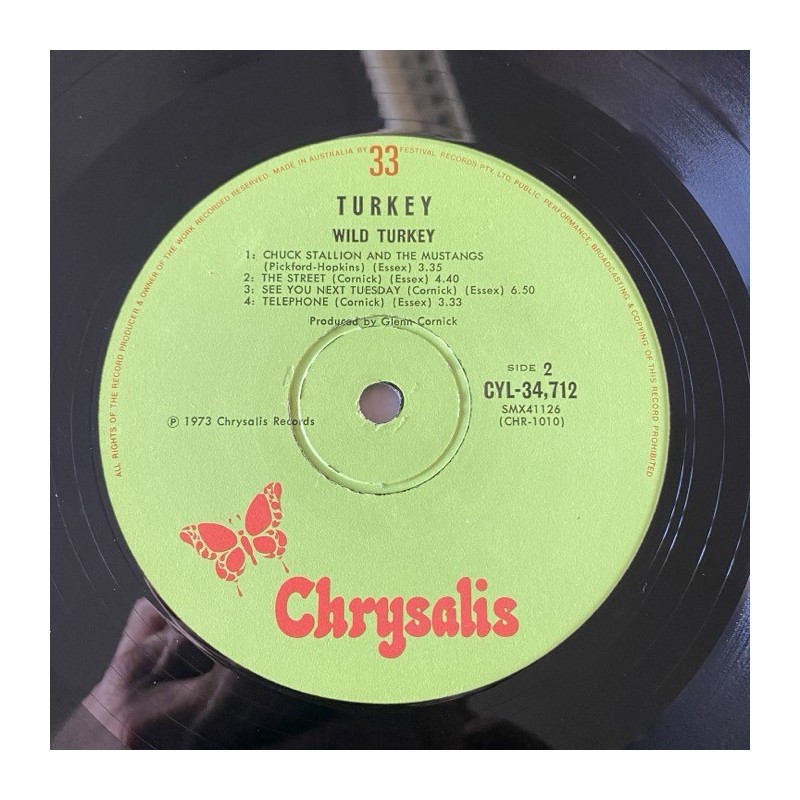 ALL RIGHTS OF THE RECORD PRODUCER & OWNER OF THE WORK RECORDED RESERVED. MADE IN AUSTRALIA BY FESTIVAL RECORDS PTY. LTD. PUBLIC PERFORMANCE BROADCASTING & COPYING OF THIS RECORD PROHIBITED
33
TURKEY
WILD TURKEY
1: CHUCK STALLION AND THE MUSTANGS
(Pickford-Hopkins) (Essex) 3.35
2: THE STREET (Cornick) (Essex) 4.40
3: SEE YOU NEXT TUESDAY (Cornick) (Essex) 6.50
4: TELEPHONE (Cornick) (Essex) 3.33
Produced by Glenn Cornick
SIDE 2
CYL-34,712
SMX41126
(CHR-1010)
℗ 1973 Chrysalis Records
Chrysalis